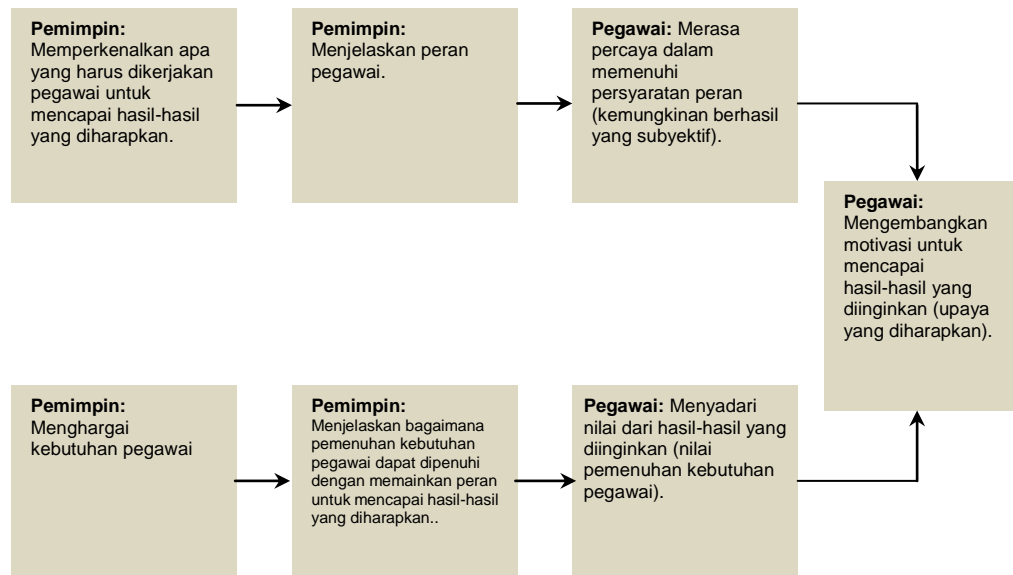 Pemimpin:
Memperkenalkan apa
yang harus dikerjakan
pegawai untuk
mencapai hasil-hasil
yang diharapkan.
Pemimpin:
Menjelaskan peran
pegawai.
Pegawai: Merasa
percaya dalam
memenuhi
persyaratan peran
(kemungkinan berhasil
yang subyektif).
Pegawai:
Mengembangkan
motivasi untuk
mencapai
hasil-hasil yang
diinginkan (upaya
yang diharapkan).
Pemimpin:
Menghargai
kebutuhan pegawai
Pemimpin:
Menjelaskan bagaimana
pemenuhan kebutuhan
pegawai dapat dipenuhi
dengan memainkan peran
untuk mencapai hasil-hasil
yang diharapkan..
Pegawai: Menyadari
nilai dari hasil-hasil yang
diinginkan (nilai
pemenuhan kebutuhan
pegawai).